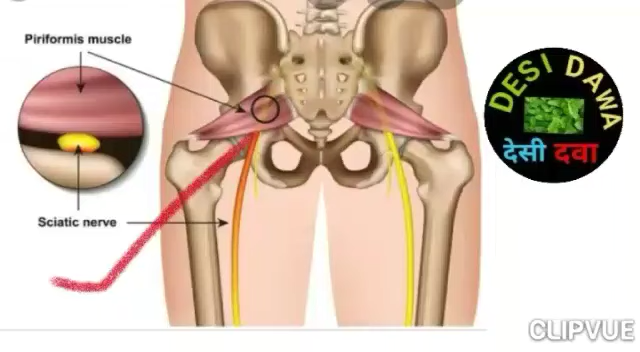 Piriformis muscle
Sciatic nerve
DESI DAWA
देसी दवा
CLIPVUE